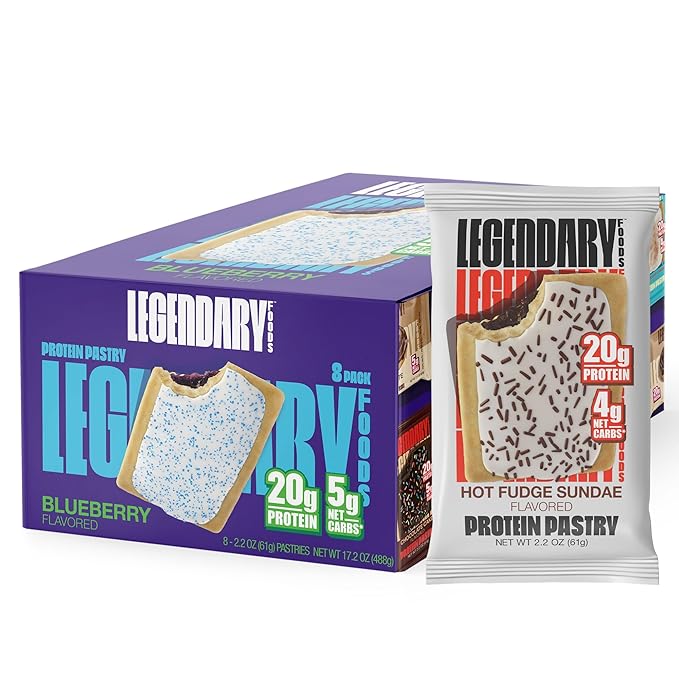 LEGENDARY
FOODS
PROTEIN PASTRY
8 PACK
LEGENDARY
FOODS
BLUEBERRY
FLAVORED
20g
PROTEIN
5g
NET
CARBS*
8 - 2.2 OZ (61g) PASTRIES NET WT 17.2 OZ (488g)
BLUEBERRY
FLAVORED
LEGENDARY
FOODS
LEGENDARY
HOT FUDGE SUNDAE
FLAVORED
PROTEIN PASTRY
NET WT 2.2 OZ (61g)
20g
PROTEIN
4g
NET
CARBS*